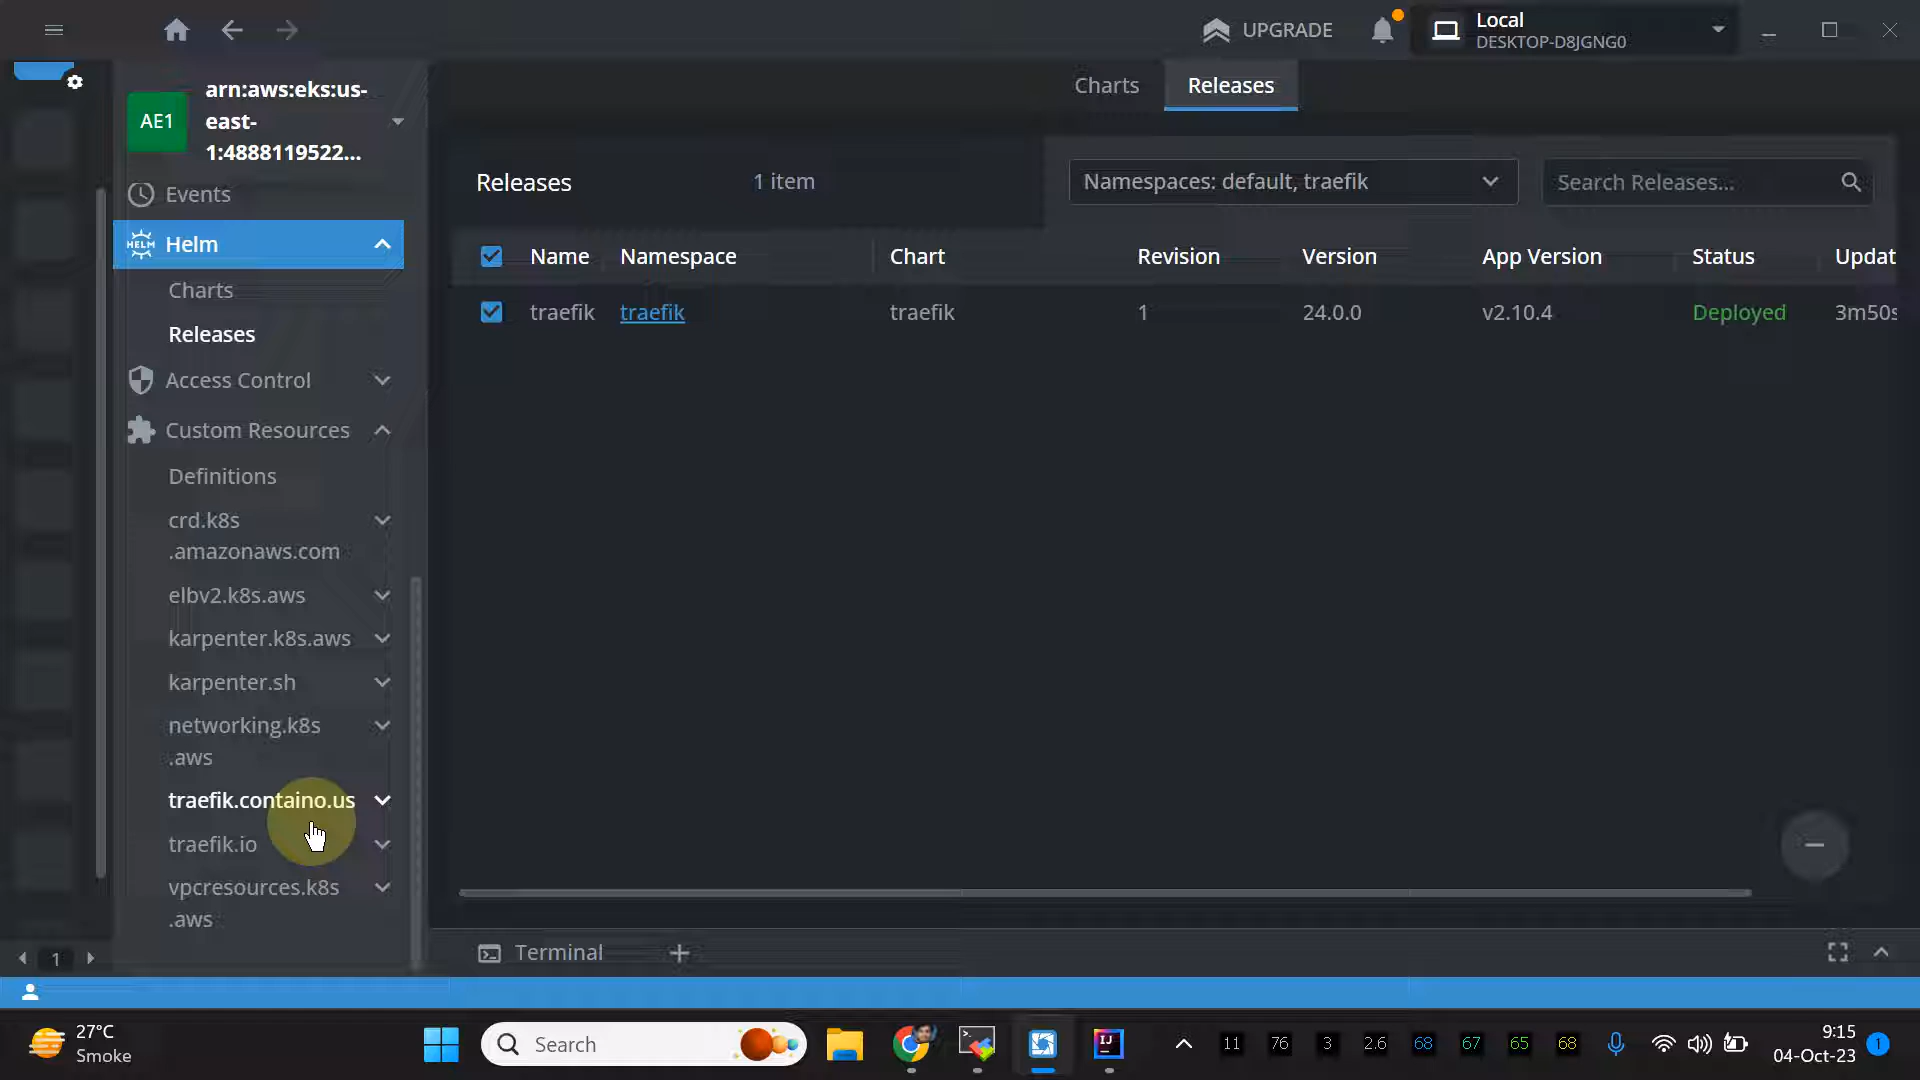 UPGRADE
Local
DESKTOP-D8JGNG0
arn:aws:eks:us-
east-
1:4888119522...
AE1
Charts
Releases
Events
HELM
Helm
Charts
Releases
Access Control
Custom Resources
Definitions
crd.k8s
.amazonaws.com
elbv2.k8s.aws
karpenter.k8s.aws
karpenter.sh
networking.k8s
.aws
traefik.containo.us
traefik.io
vpcresources.k8s
.aws
1
Releases 1 item Namespaces: default, traefik Search Releases...
Name Namespace Chart Revision Version App Version Status Updat
traefik traefik traefik 1 24.0.0 v2.10.4 Deployed 3m50s
Terminal
27°C
Smoke
Search
IJ
11 76 3 2.6 68 67 65 68
9:15
04-Oct-23
1